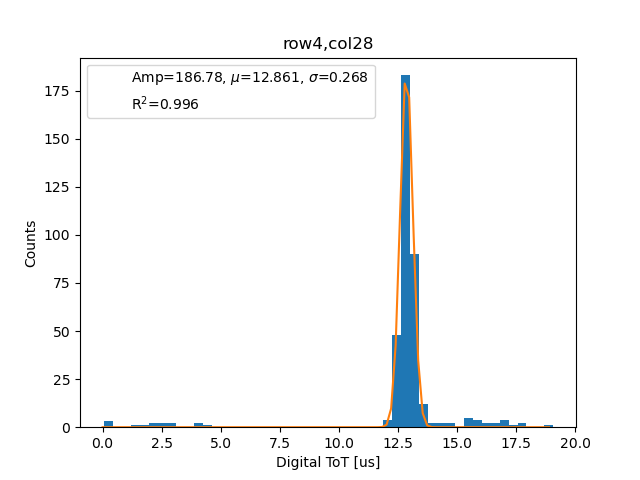 row4,col28
Amp=186.78, μ=12.861, σ=0.268
R²=0.996
Counts
175
150
125
100
75
50
25
0
0.0 2.5 5.0 7.5 10.0 12.5 15.0 17.5 20.0
Digital ToT [us]